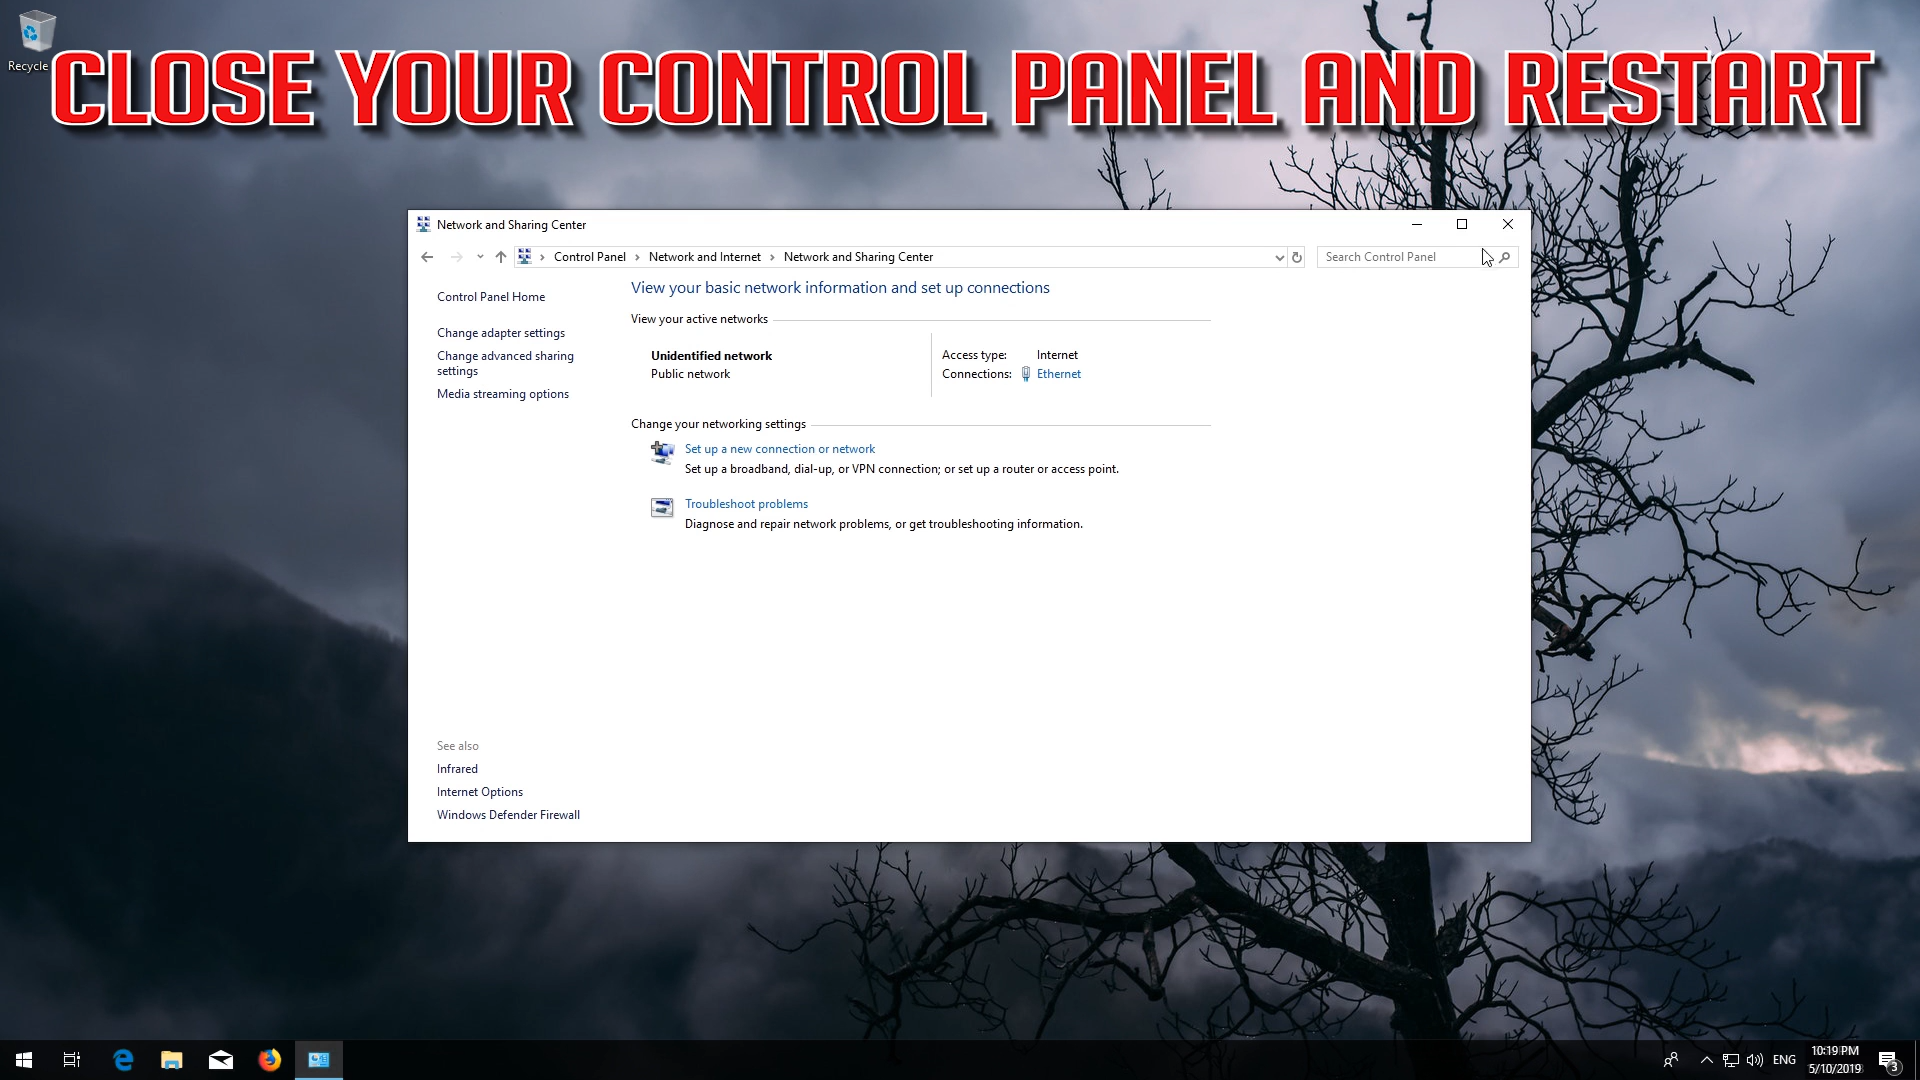 Recycle
CLOSE YOUR CONTROL PANEL AND RESTART
Network and Sharing Center
Control Panel > Network and Internet > Network and Sharing Center
Search Control Panel
Control Panel Home
Change adapter settings
Change advanced sharing
settings
Media streaming options
View your basic network information and set up connections
View your active networks
Unidentified network
Public network
Access type: Internet
Connections: Ethernet
Change your networking settings
Set up a new connection or network
Set up a broadband, dial-up, or VPN connection; or set up a router or access point.
Troubleshoot problems
Diagnose and repair network problems, or get troubleshooting information.
See also
Infrared
Internet Options
Windows Defender Firewall
ENG
10:19 PM
5/10/2019
3